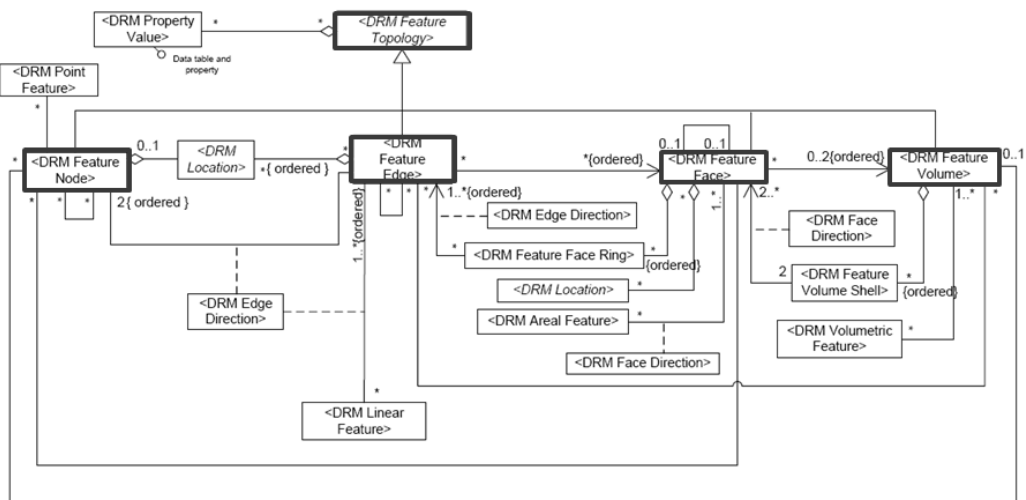 <DRM Property
Value>
*
*
<DRM Feature
Topology>
Data table and
property
<DRM Point
Feature>
*
*
<DRM Feature
Node>
0..1
<DRM
Location>
*{ ordered }
*
<DRM
Feature
Edge>
*
*{ordered}
0..1
0..1
<DRM Feature
Face>
*
0..2{ordered}
<DRM Feature
Volume>
0..1
*
*
*
2{ ordered }
1..*{ordered}
*
*
*
1..*{ordered}
*
1..*
2..*
1..*
*
<DRM Edge Direction>
<DRM Face
Direction>
*
<DRM Feature Face Ring>
*
{ordered}
2
<DRM Feature
Volume Shell>
*
{ordered}
<DRM Location>
*
<DRM Edge
Direction>
<DRM Areal Feature>
*
<DRM Volumetric
Feature>
*
<DRM Face Direction>
*
<DRM Linear
Feature>